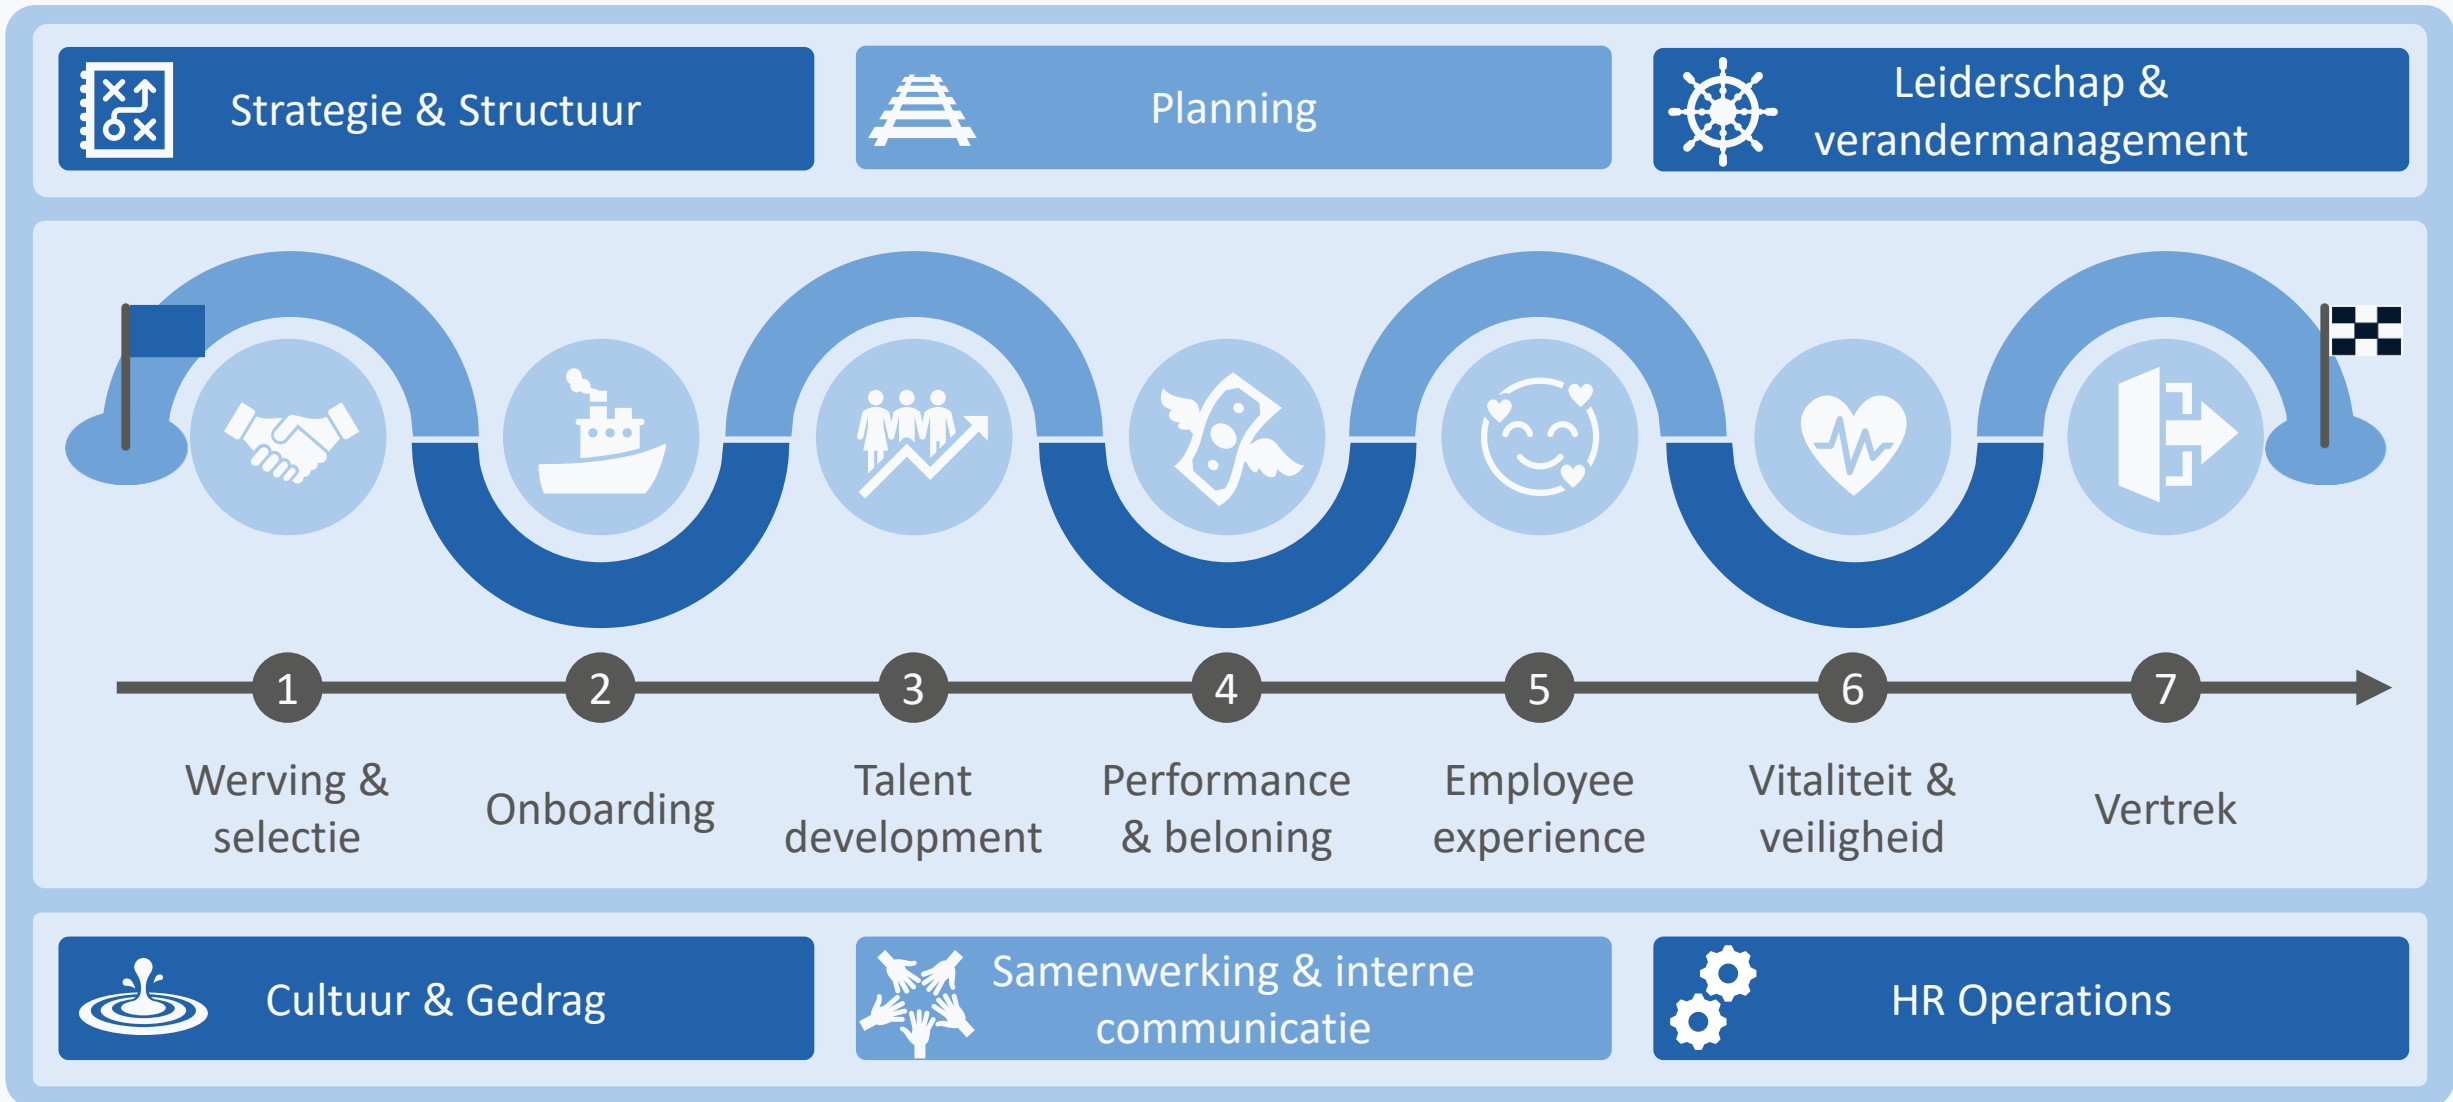 Strategie & Structuur
Planning
Leiderschap &
verandermanagement
1
2
3
4
5
6
7
Werving &
selectie
Onboarding
Talent
development
Performance
& beloning
Employee
experience
Vitaliteit &
veiligheid
Vertrek
Cultuur & Gedrag
Samenwerking & interne
communicatie
HR Operations